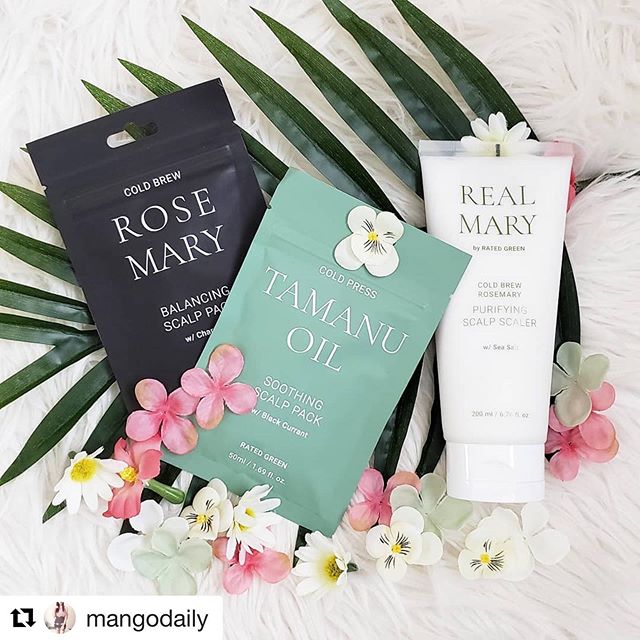 COLD BREW
ROSE
MARY
BALANCING
SCALP PACK
w/
COLD PRESS
TAMANU
OIL
SOOTHING
SCALP PACK
w/ Black Currant
RATED GREEN
50ml / 1.69 fl.oz
REAL
MARY
by RATED GREEN
COLD BREW
ROSEMARY
PURIFYING
SCALP SCALER
w/ Sea Salt
200 ml / 6.76 fl.oz
mangodaily